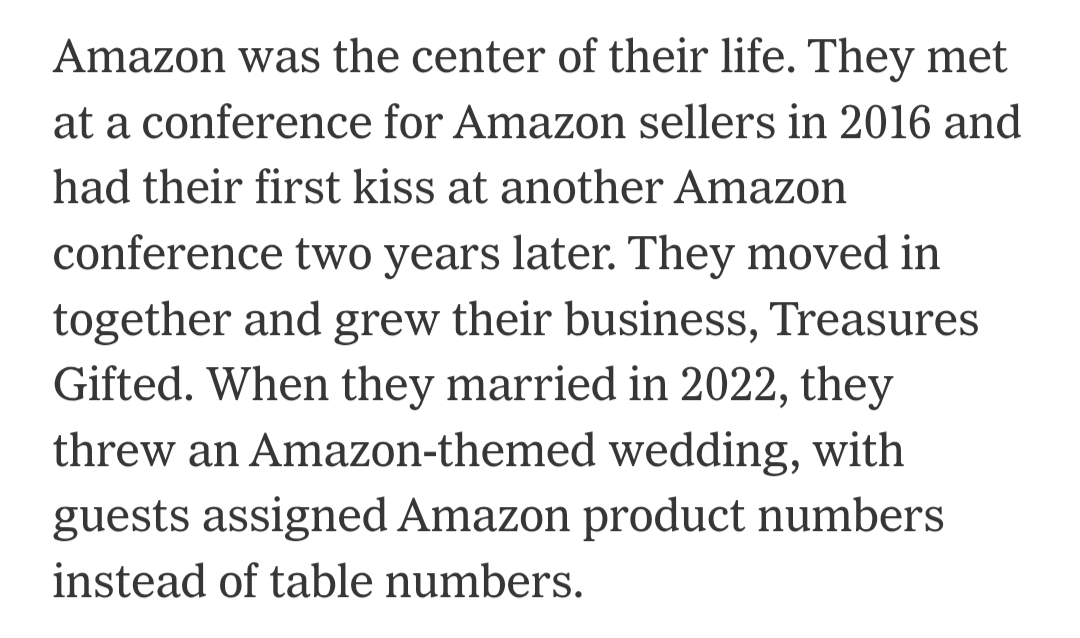 Amazon was the center of their life. They met
at a conference for Amazon sellers in 2016 and
had their first kiss at another Amazon
conference two years later. They moved in
together and grew their business, Treasures
Gifted. When they married in 2022, they
threw an Amazon-themed wedding, with
guests assigned Amazon product numbers
instead of table numbers.